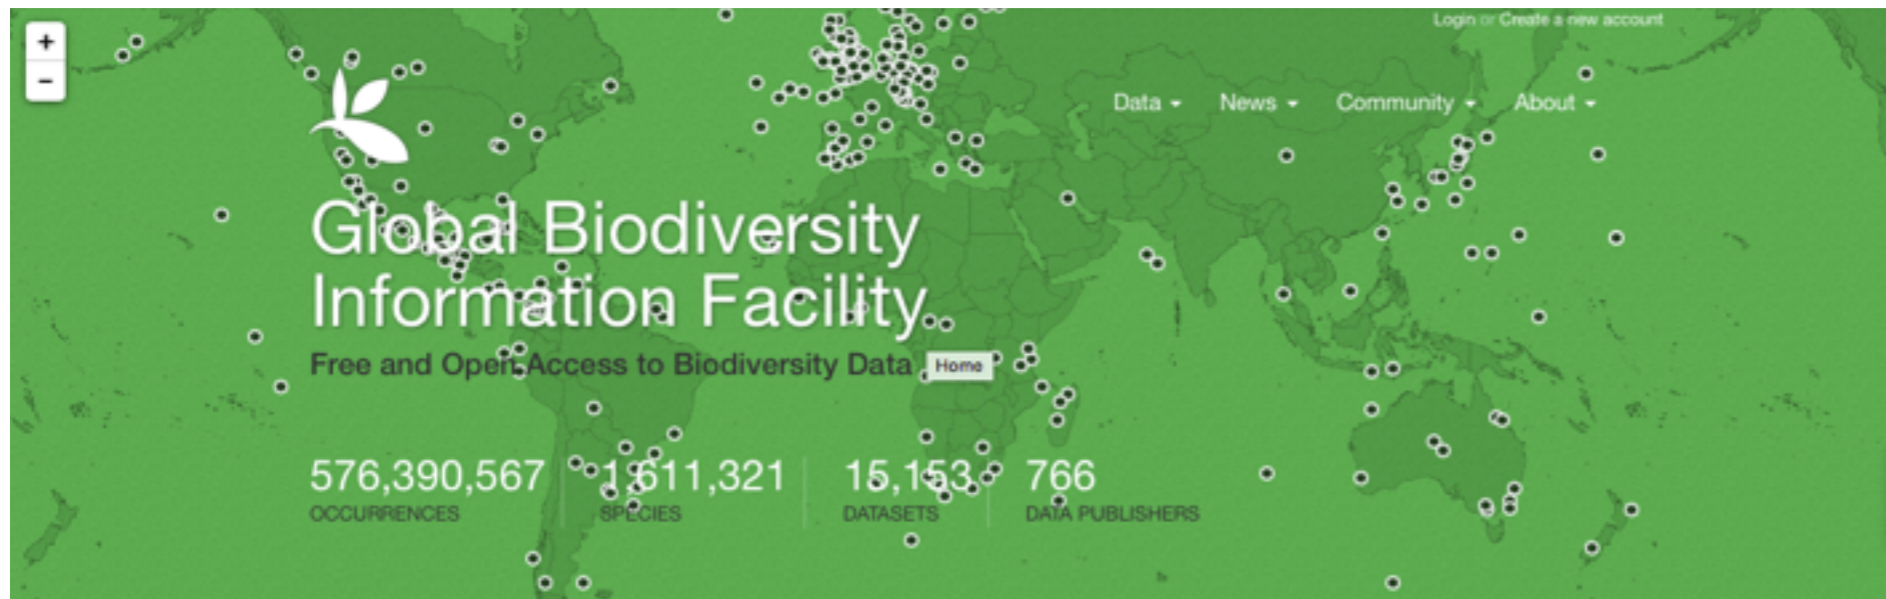 +
−
Login or Create a new account
Data News Community About
Global Biodiversity
Information Facility
Free and Open Access to Biodiversity Data Home
576,390,567 1,611,321 15,153 766
OCCURRENCES SPECIES DATASETS DATA PUBLISHERS